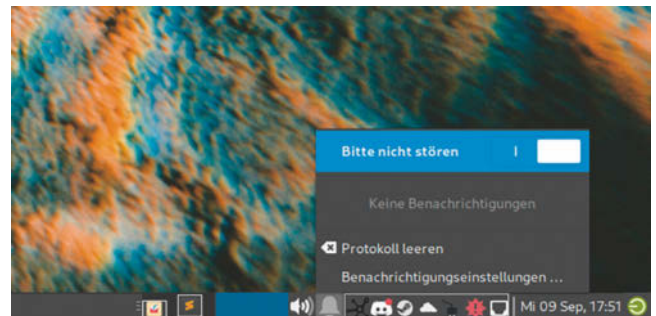 Bitte nicht stören
Keine Benachrichtigungen
Protokoll leeren
Benachrichtigungseinstellungen ...
Mi 09 Sep, 17:51